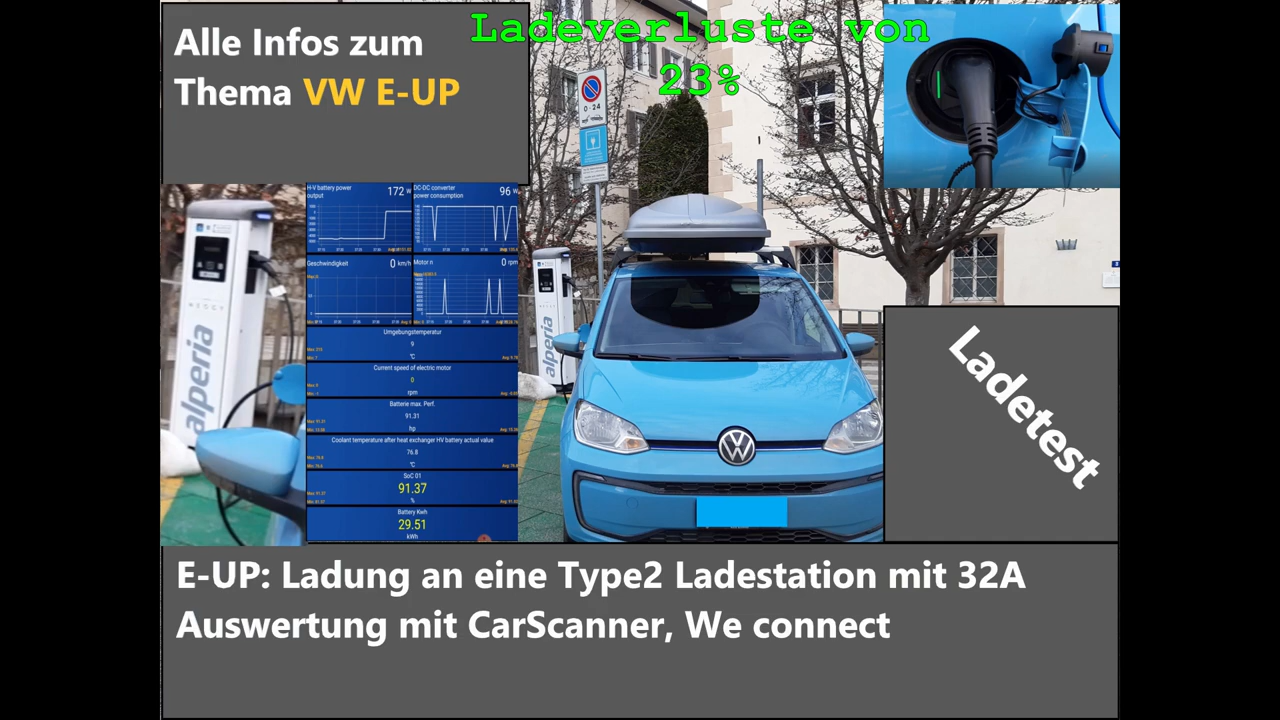 Alle Infos zum
Thema VW E-UP
Ladeverluste von
23%
0-24
alperia
H-V battery power
output
172 W
DC-DC converter
power consumption
96 W
Geschwindigkeit
0 km/h
Motor n
0 rpm
Umgebungstemperatur
9
°C
Current speed of electric motor
0
rpm
Batterie max. Perf.
91.31
hp
Coolant temperature after heat exchanger HV battery actual value
76.8
°C
SoC 01
91.37
%
Battery Kwh
29.51
kWh
alperia
Ladetest
E-UP: Ladung an eine Type2 Ladestation mit 32A
Auswertung mit CarScanner, We connect